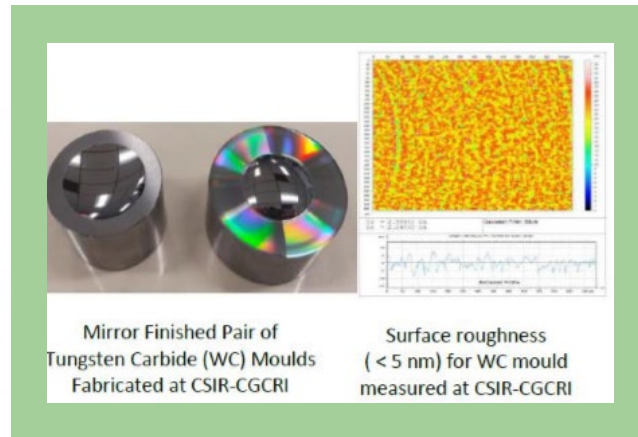 Mirror Finished Pair of
Tungsten Carbide (WC) Moulds
Fabricated at CSIR-CGCRI
Surface roughness
( < 5 nm) for WC mould
measured at CSIR-CGCRI